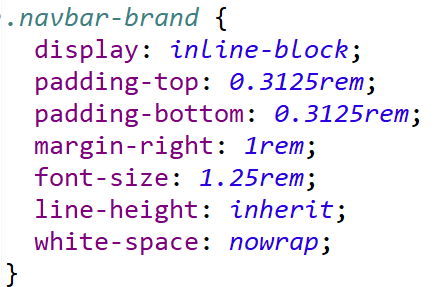 .navbar-brand {
  display: inline-block;
  padding-top: 0.3125rem;
  padding-bottom: 0.3125rem;
  margin-right: 1rem;
  font-size: 1.25rem;
  line-height: inherit;
  white-space: nowrap;
}